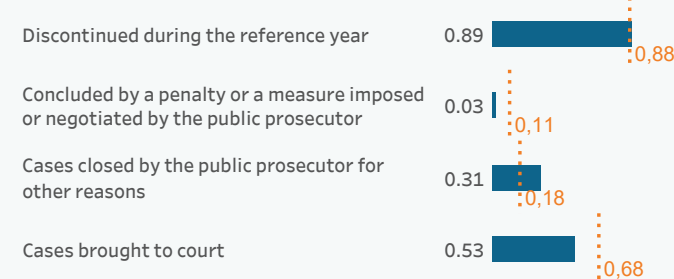 Discontinued during the reference year 0.89
0,88
Concluded by a penalty or a measure imposed
or negotiated by the public prosecutor 0.03
0,11
Cases closed by the public prosecutor for
other reasons 0.31
0,18
Cases brought to court 0.53
0,68